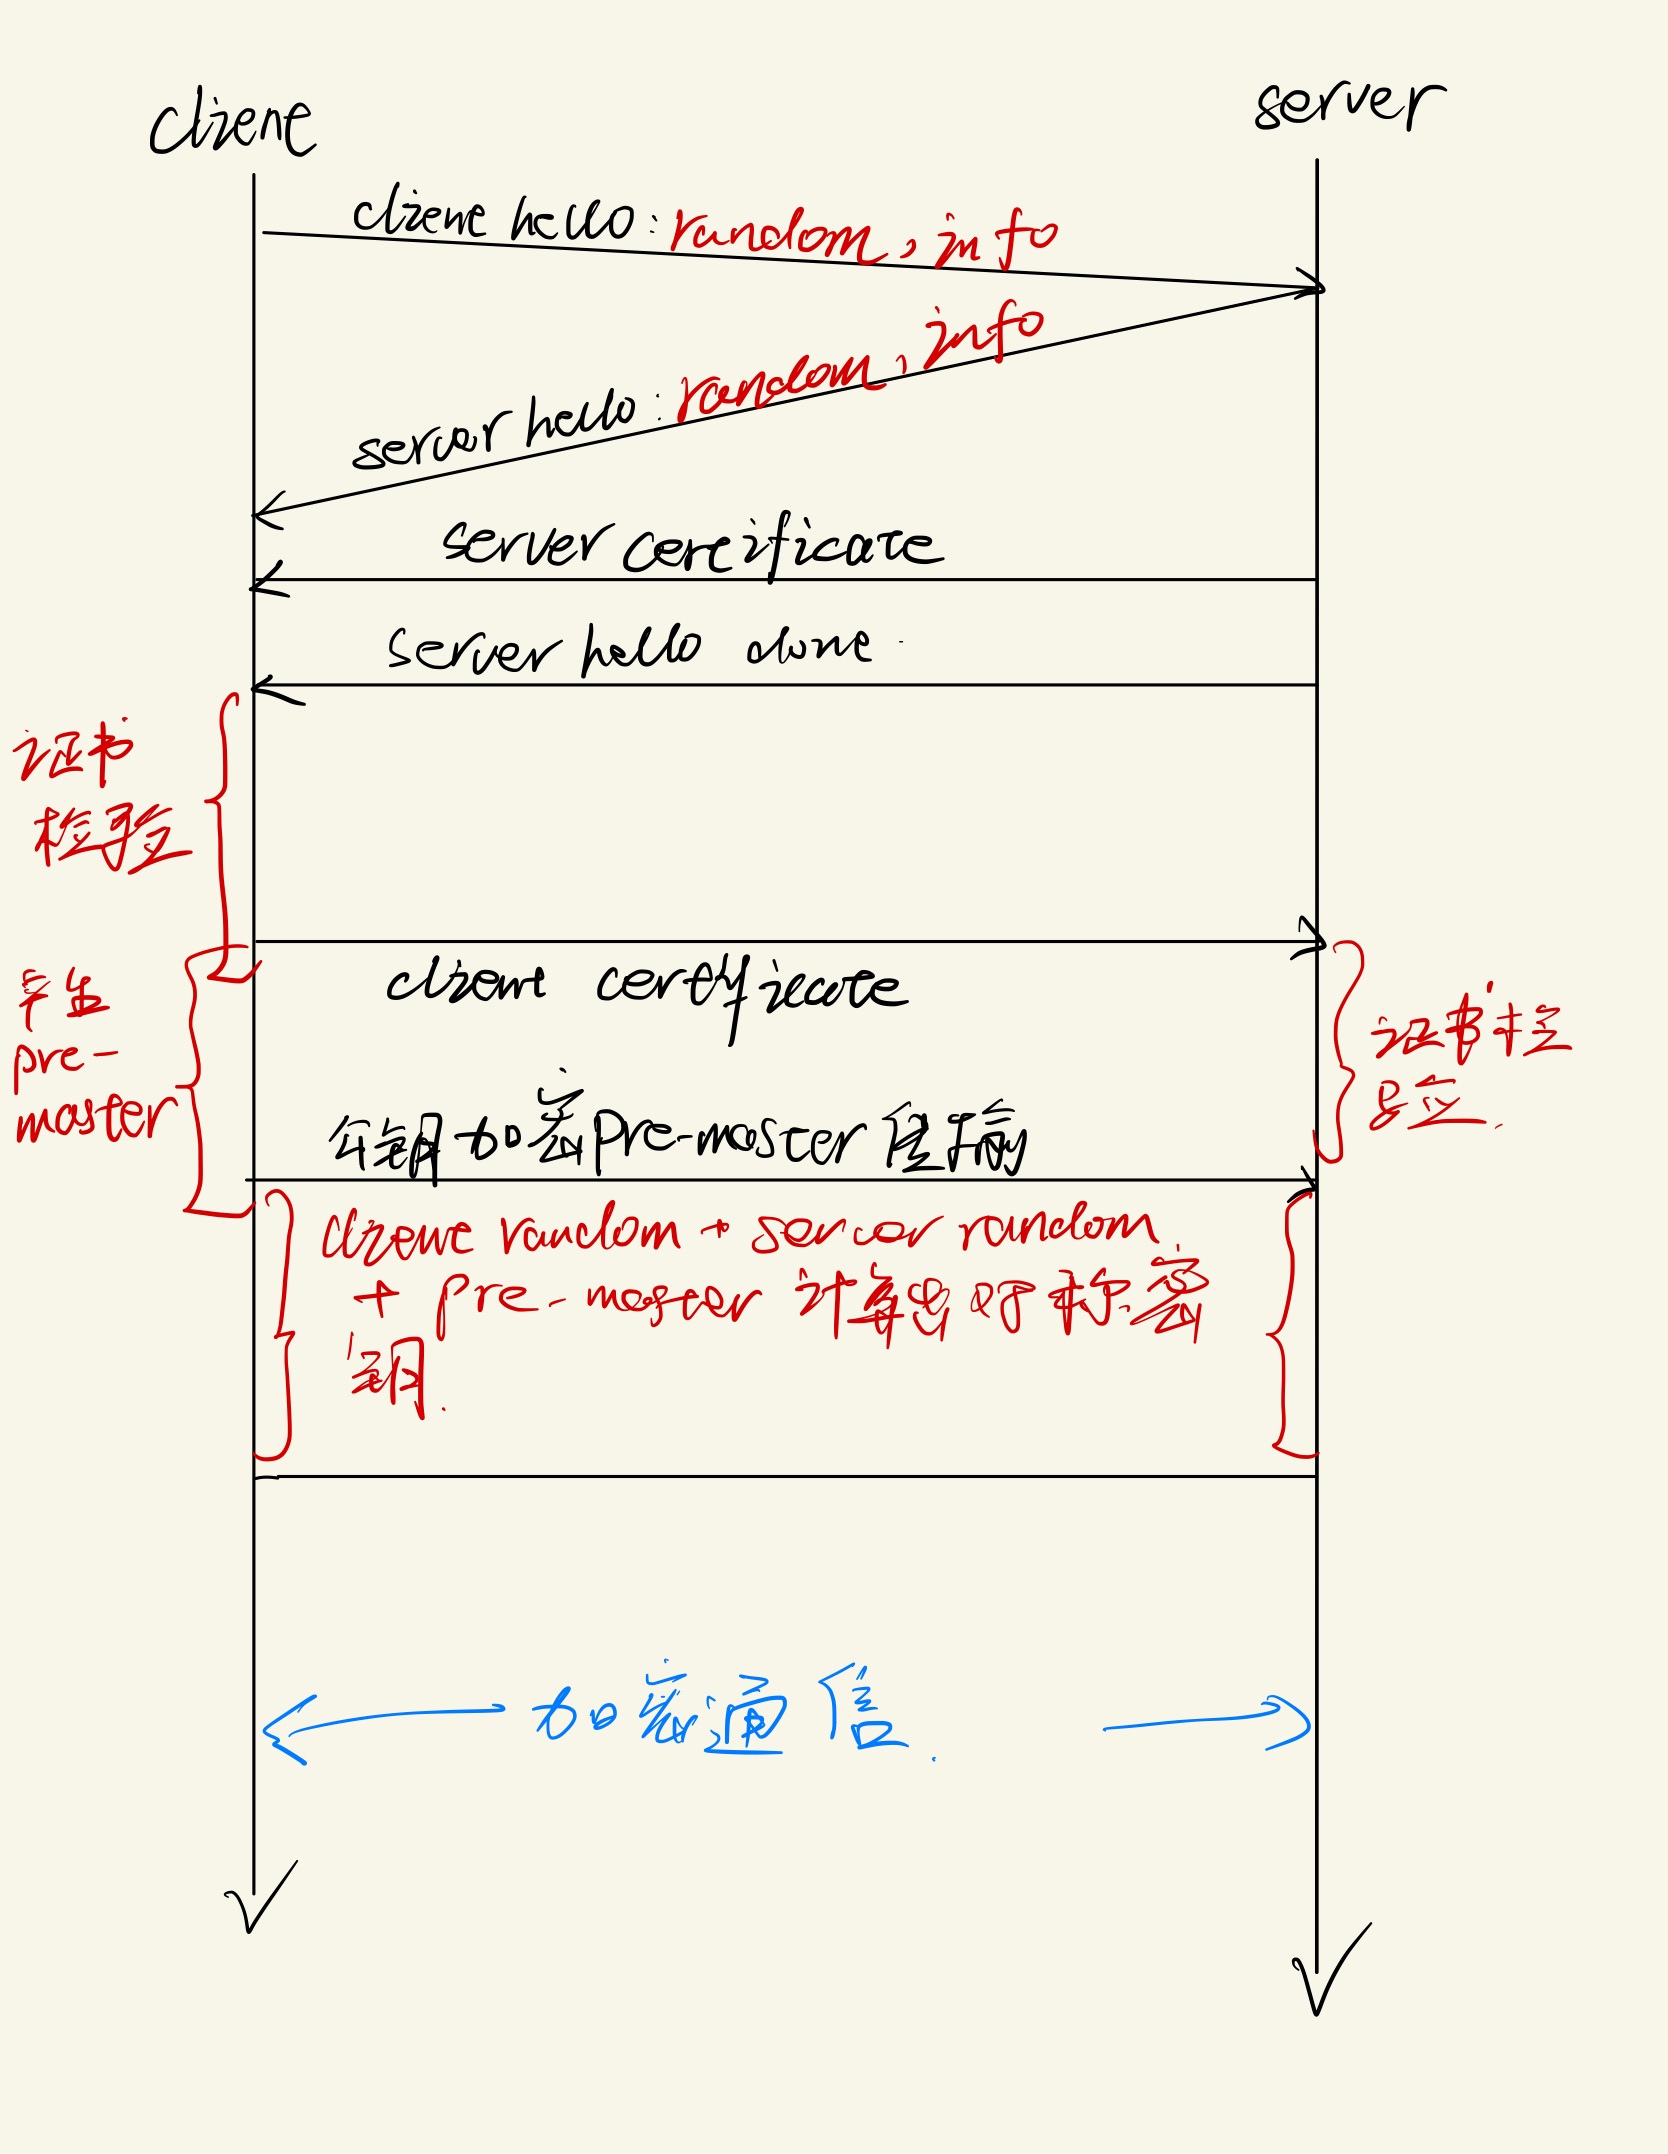 client
server
client hello: random, info
server hello: random, info
server certificate
server hello done
证书
检验
client certificate
产生
pre-
master
证书检
验.
公钥加密pre-master传输
client random + server random
+ pre-master 计算出对称密
钥.
加密通信.